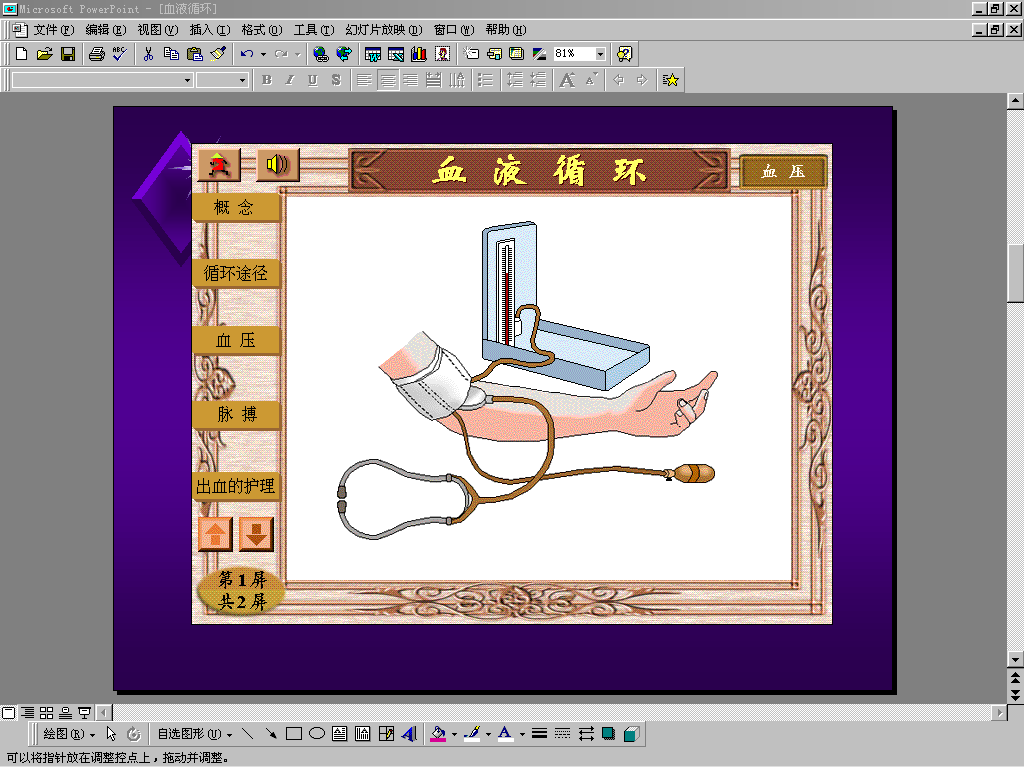 Microsoft PowerPoint - [血液循环]
文件(F) 编辑(E) 视图(V) 插入(I) 格式(O) 工具(T) 幻灯片放映(D) 窗口(W) 帮助(H)
81%
B I U S
血液循环
血 压
概 念
循环途径
血 压
脉 搏
出血的护理
第1屏
共2屏
绘图(R) 自选图形(U)
可以将指针放在调整控点上，拖动并调整。